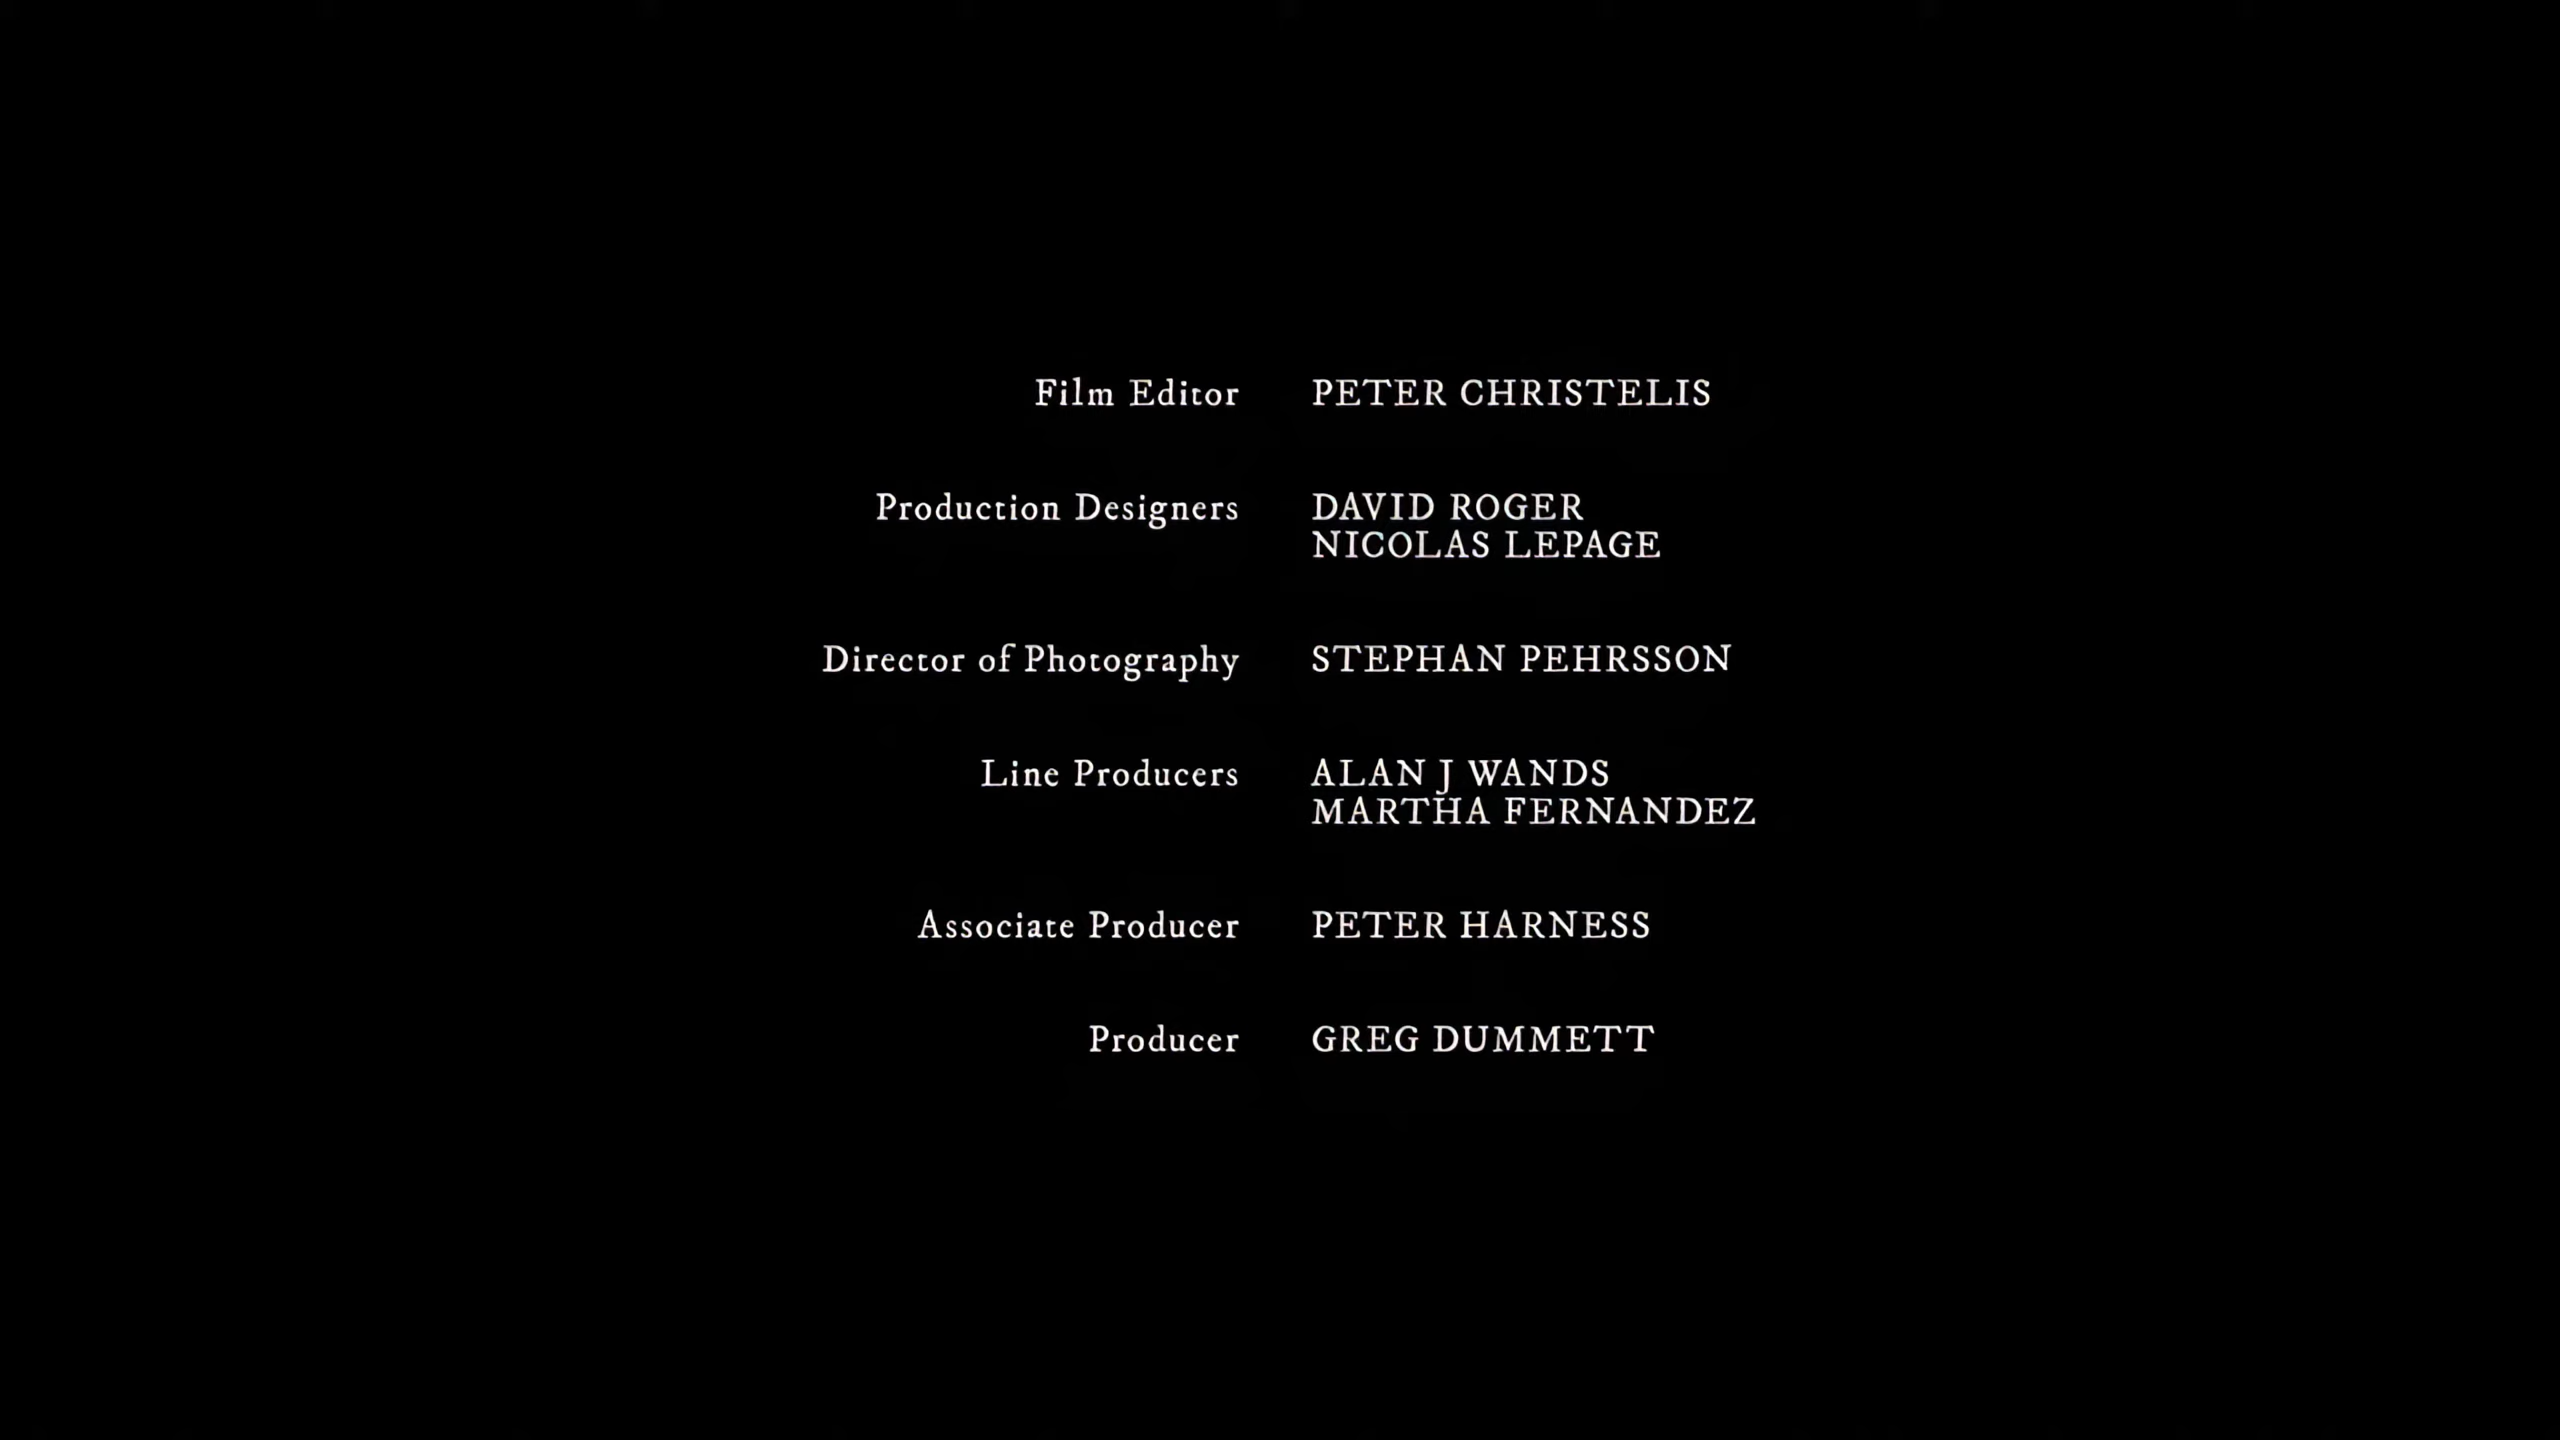 Film Editor PETER CHRISTELIS
Production Designers DAVID ROGER
NICOLAS LEPAGE
Director of Photography STEPHAN PEHRSSON
Line Producers ALAN J WANDS
MARTHA FERNANDEZ
Associate Producer PETER HARNESS
Producer GREG DUMMETT